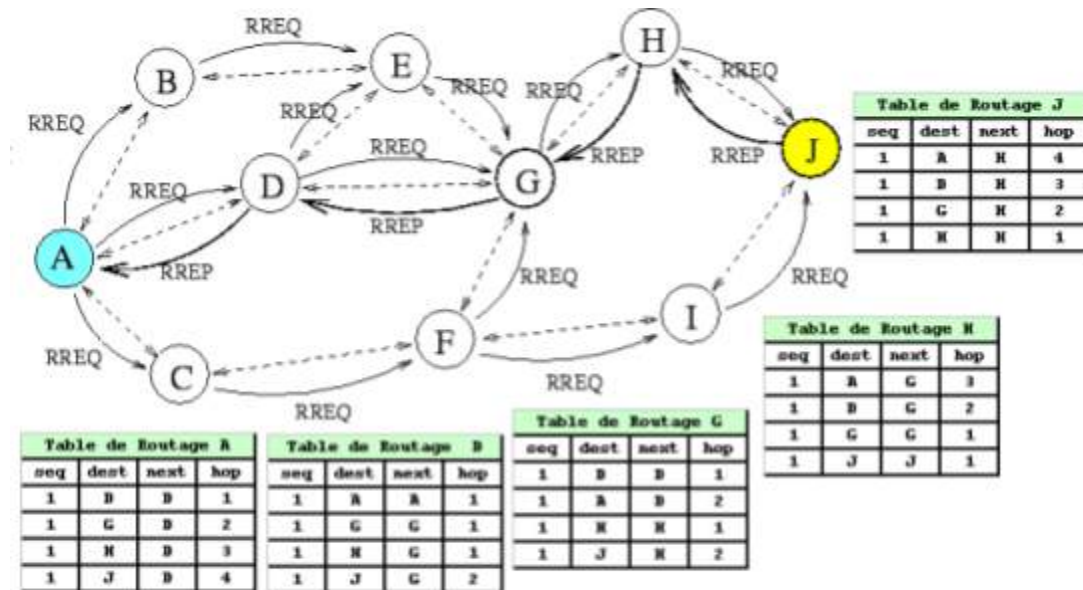 RREQ
H
B
E
RREQ
RREQ
RREQ
RREQ
RREQ
RREQ
RREQ
D
G
RREP
RREP
J
RREQ
RREP
A
RREP
RREQ
RREQ
F
I
RREQ
C
RREQ
RREQ
Table de Routage J
seq dest next hop
1 A H 4
1 D H 3
1 G H 2
1 H H 1
Table de Routage H
seq dest next hop
1 A G 3
1 D G 2
1 G G 1
1 J J 1
Table de Routage A
seq dest next hop
1 D D 1
1 G D 2
1 H D 3
1 J D 4
Table de Routage D
seq dest next hop
1 A A 1
1 G G 1
1 H G 1
1 J G 2
Table de Routage G
seq dest next hop
1 D D 1
1 A D 2
1 H H 1
1 J H 2